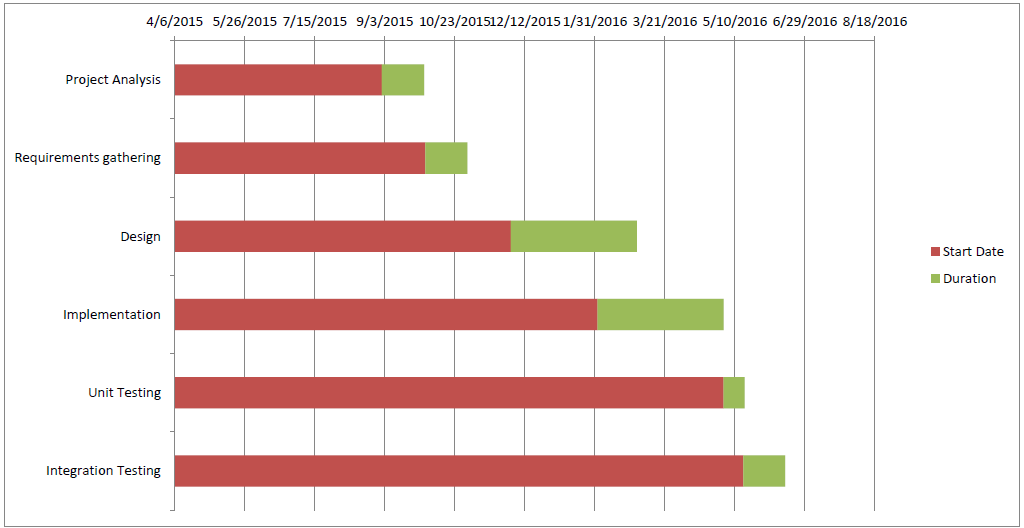 4/6/2015 5/26/2015 7/15/2015 9/3/2015 10/23/2015 12/12/2015 1/31/2016 3/21/2016 5/10/2016 6/29/2016 8/18/2016
Project Analysis
Requirements gathering
Design
Start Date
Duration
Implementation
Unit Testing
Integration Testing